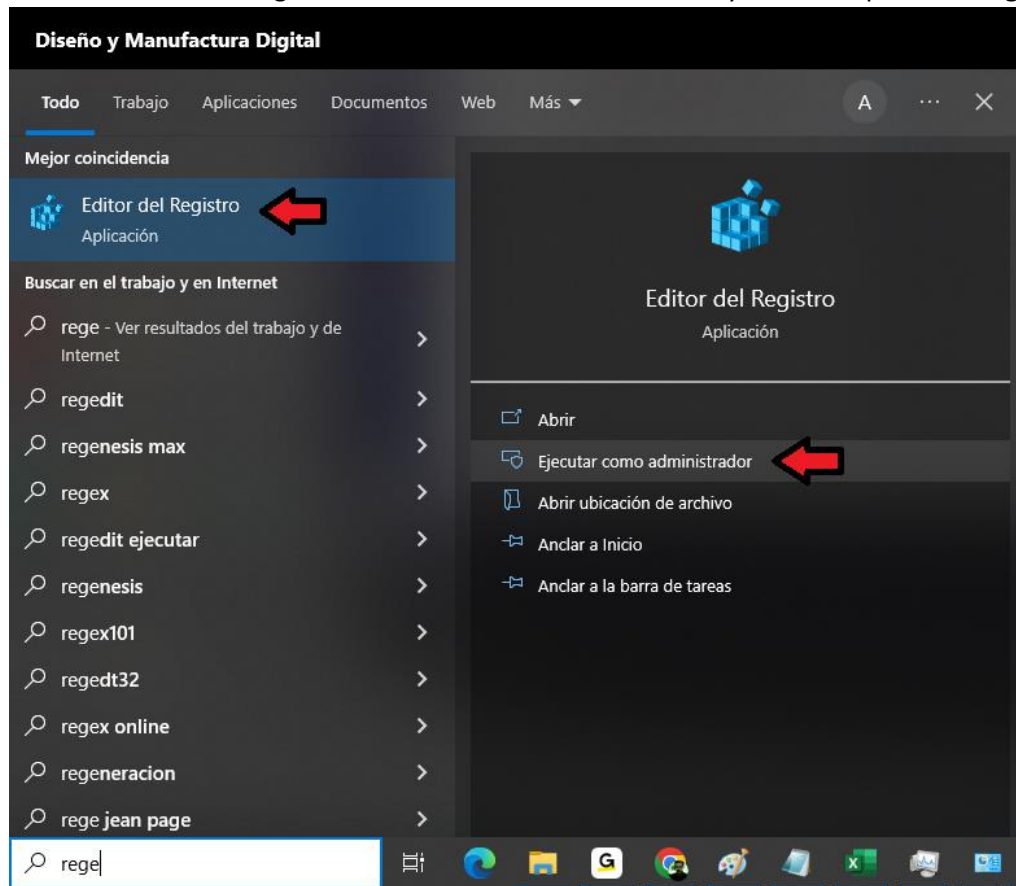 Diseño y Manufactura Digital
Todo Trabajo Aplicaciones Documentos Web Más A ... 
Mejor coincidencia
Editor del Registro
Aplicación
Buscar en el trabajo y en Internet
rege - Ver resultados del trabajo y de
Internet
regedit
regenesis max
regex
regedit ejecutar
regenesis
regex101
regedt32
regex online
regeneracion
rege jean page
rege
Editor del Registro
Aplicación
Abrir
Ejecutar como administrador
Abrir ubicación de archivo
Anclar a Inicio
Anclar a la barra de tareas
G
X